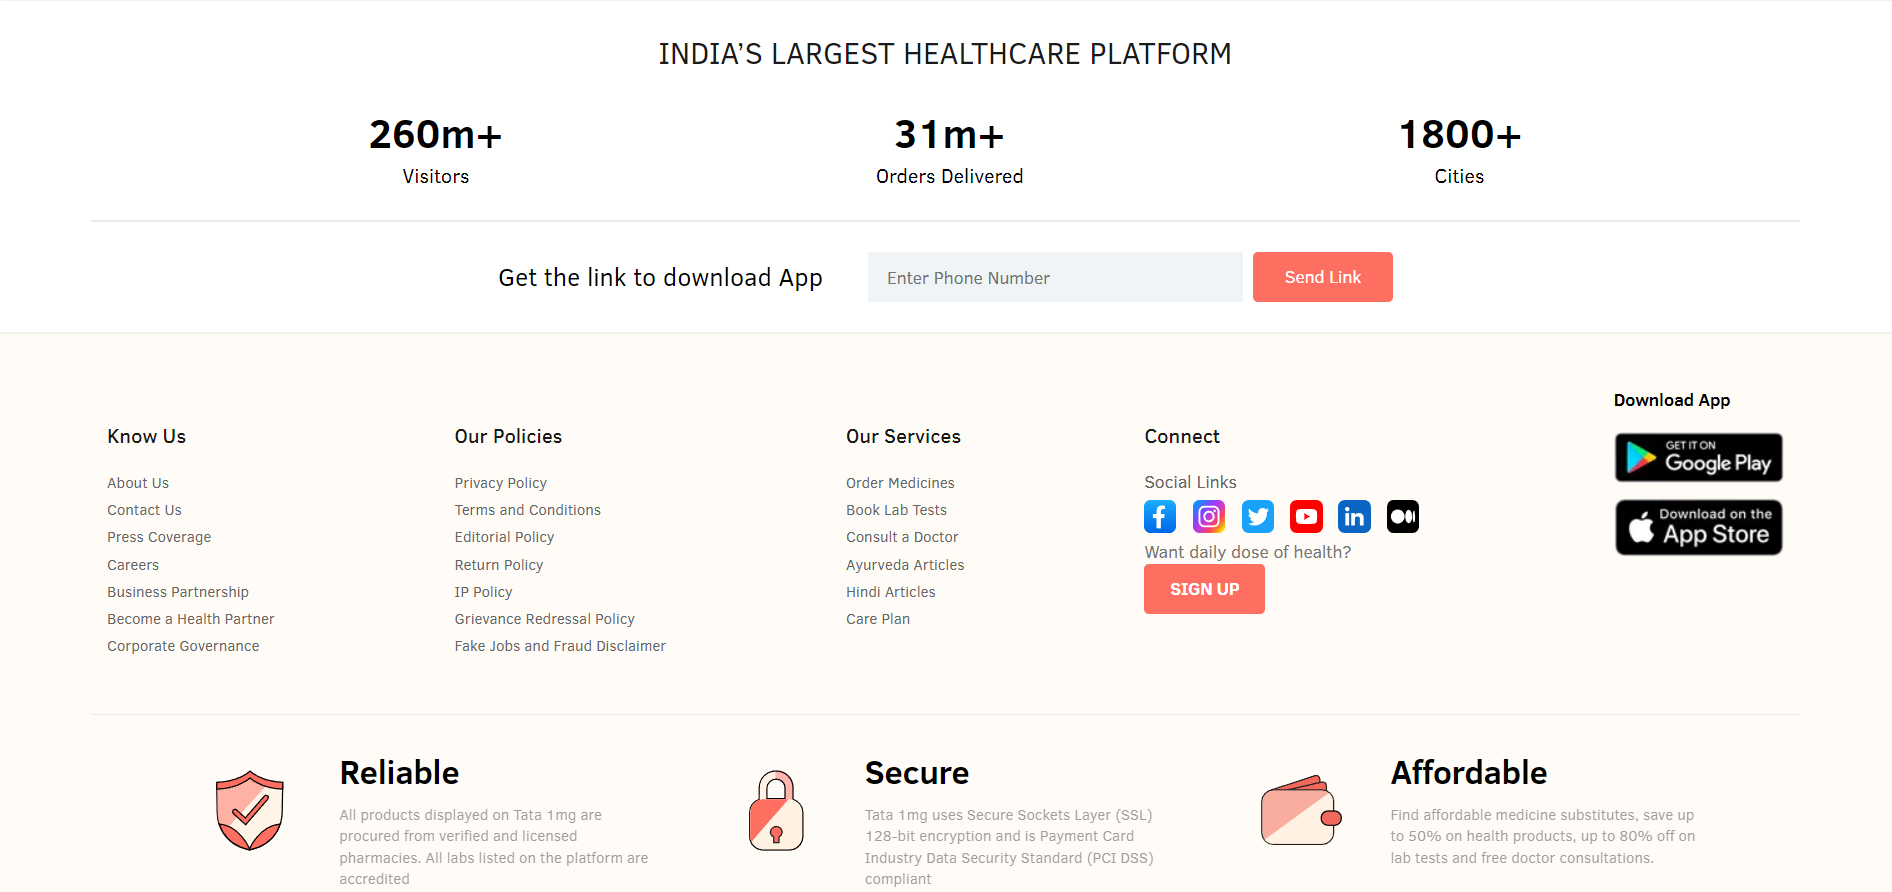 INDIA’S LARGEST HEALTHCARE PLATFORM
260m+
Visitors
31m+
Orders Delivered
1800+
Cities
Get the link to download App
Enter Phone Number
Send Link
Know Us
About Us
Contact Us
Press Coverage
Careers
Business Partnership
Become a Health Partner
Corporate Governance
Our Policies
Privacy Policy
Terms and Conditions
Editorial Policy
Return Policy
IP Policy
Grievance Redressal Policy
Fake Jobs and Fraud Disclaimer
Our Services
Order Medicines
Book Lab Tests
Consult a Doctor
Ayurveda Articles
Hindi Articles
Care Plan
Connect
Social Links
Want daily dose of health?
SIGN UP
Download App
GET IT ON
Google Play
Download on the
App Store
Reliable
All products displayed on Tata 1mg are
procured from verified and licensed
pharmacies. All labs listed on the platform are
accredited
Secure
Tata 1mg uses Secure Sockets Layer (SSL)
128-bit encryption and is Payment Card
Industry Data Security Standard (PCI DSS)
compliant
Affordable
Find affordable medicine substitutes, save up
to 50% on health products, up to 80% off on
lab tests and free doctor consultations.